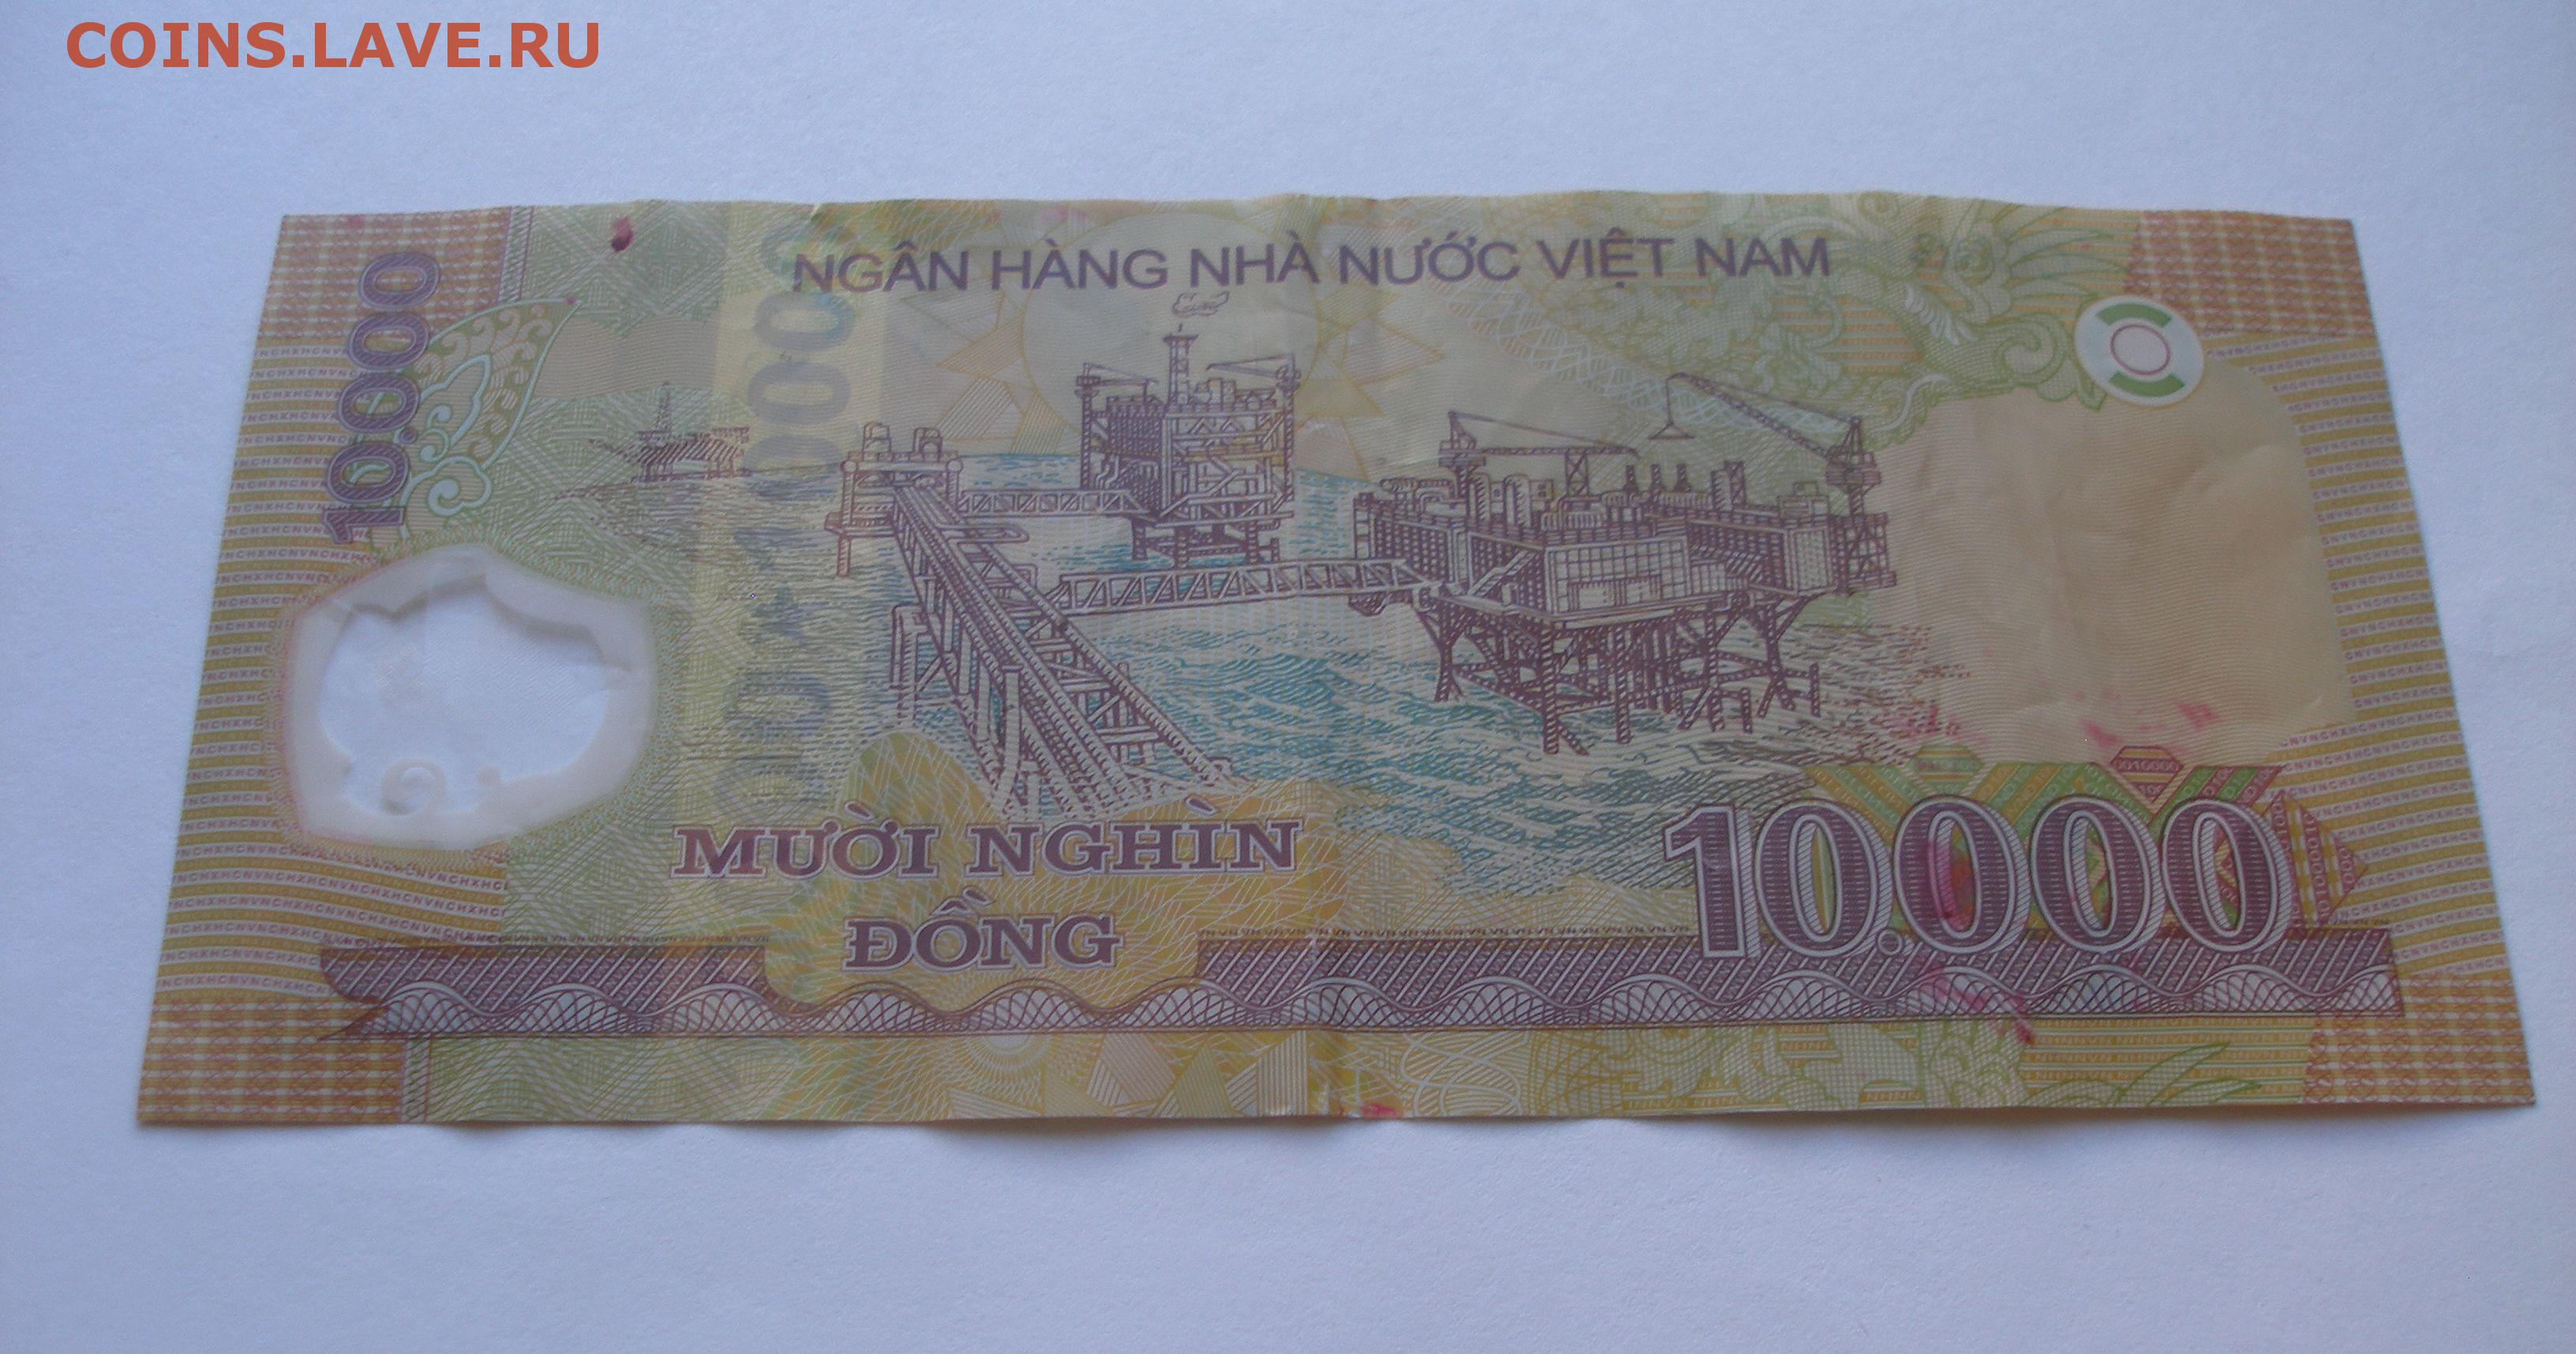 COINS.LAVE.RU
NGÂN HÀNG NHÀ NƯỚC VIỆT NAM
10.000
MƯỜI NGHÌN
ĐỒNG
10.000